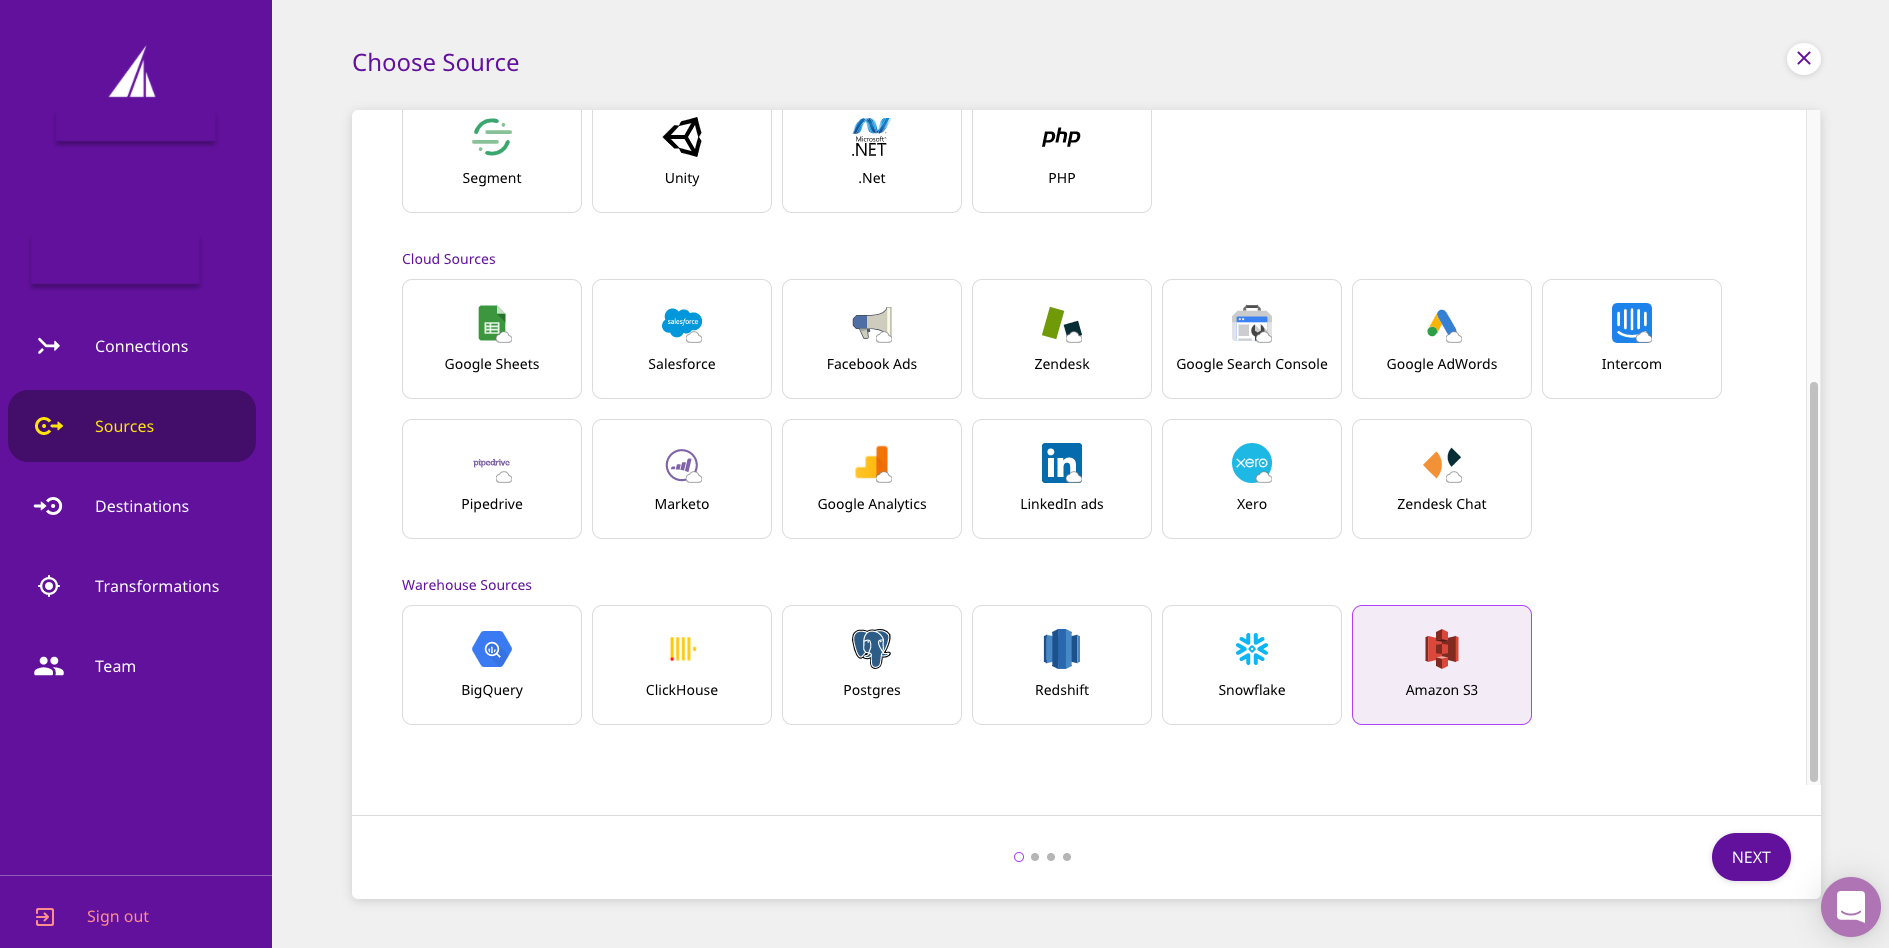 Choose Source
Connections
Sources
Destinations
Transformations
Team
Sign out
Microsoft
.NET
php
Segment
Unity
.Net
PHP
Cloud Sources
salesforce
Google Sheets
Salesforce
Facebook Ads
Zendesk
Google Search Console
Google AdWords
Intercom
pipedrive
in
xero
Pipedrive
Marketo
Google Analytics
LinkedIn ads
Xero
Zendesk Chat
Warehouse Sources
BigQuery
ClickHouse
Postgres
Redshift
Snowflake
Amazon S3
NEXT